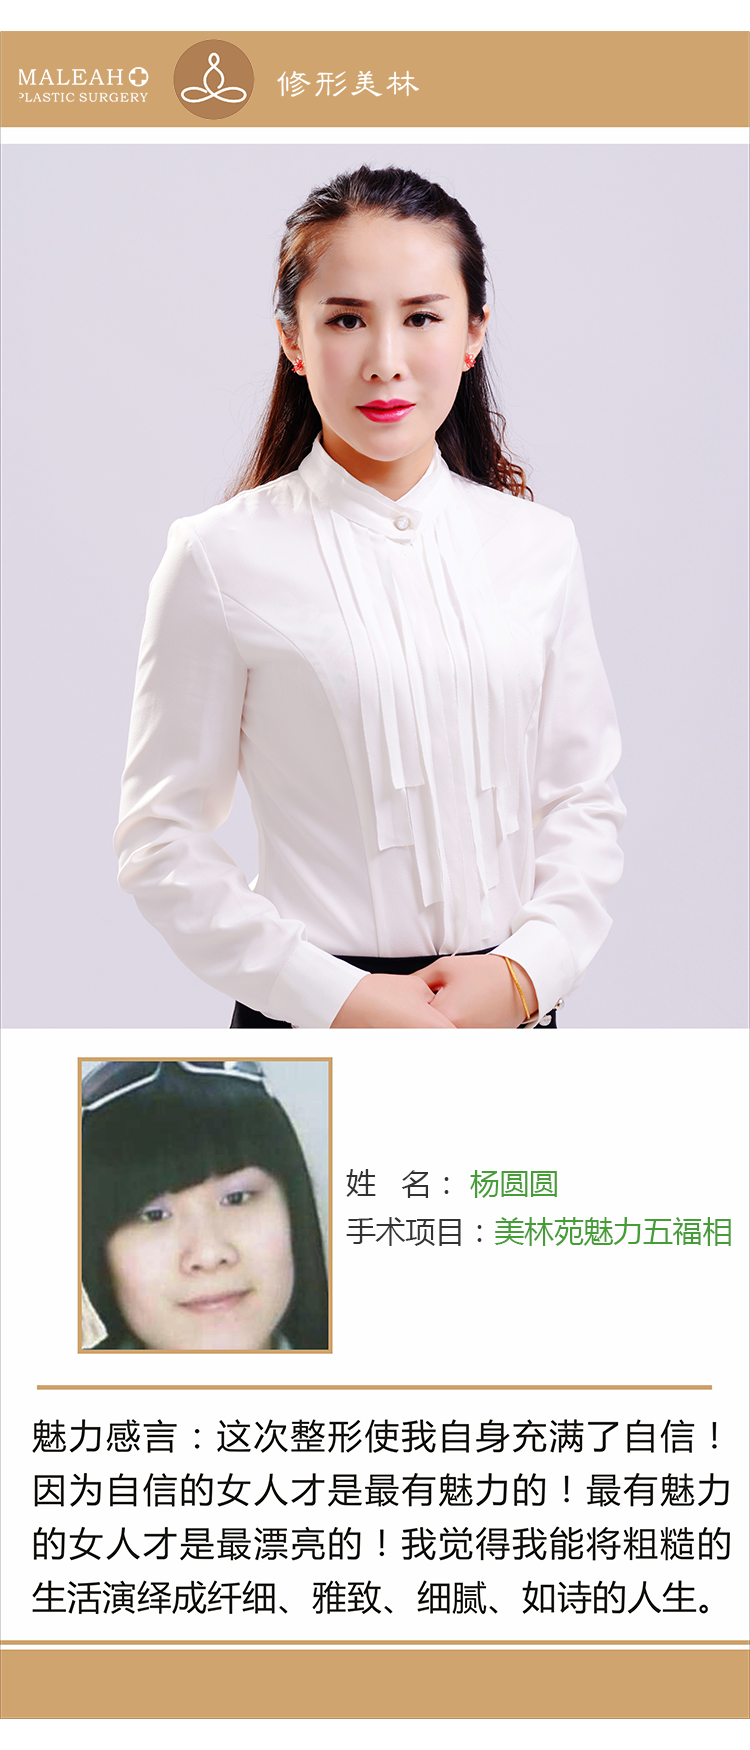 MALEAH
PLASTIC SURGERY
修形美林
姓 名：杨圆圆
手术项目：美林苑魅力五福相
魅力感言：这次整形使我自身充满了自信！
因为自信的女人才是最有魅力的！最有魅力
的女人才是最漂亮的！我觉得我能将粗糙的
生活演绎成纤细、雅致、细腻、如诗的人生。